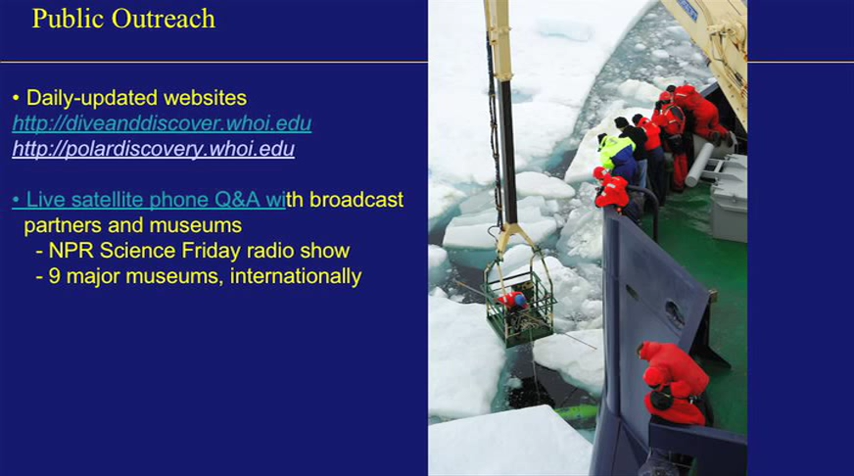 Public Outreach
• Daily-updated websites
http://diveanddiscover.whoi.edu
http://polardiscovery.whoi.edu
• Live satellite phone Q&A with broadcast
partners and museums
- NPR Science Friday radio show
- 9 major museums, internationally